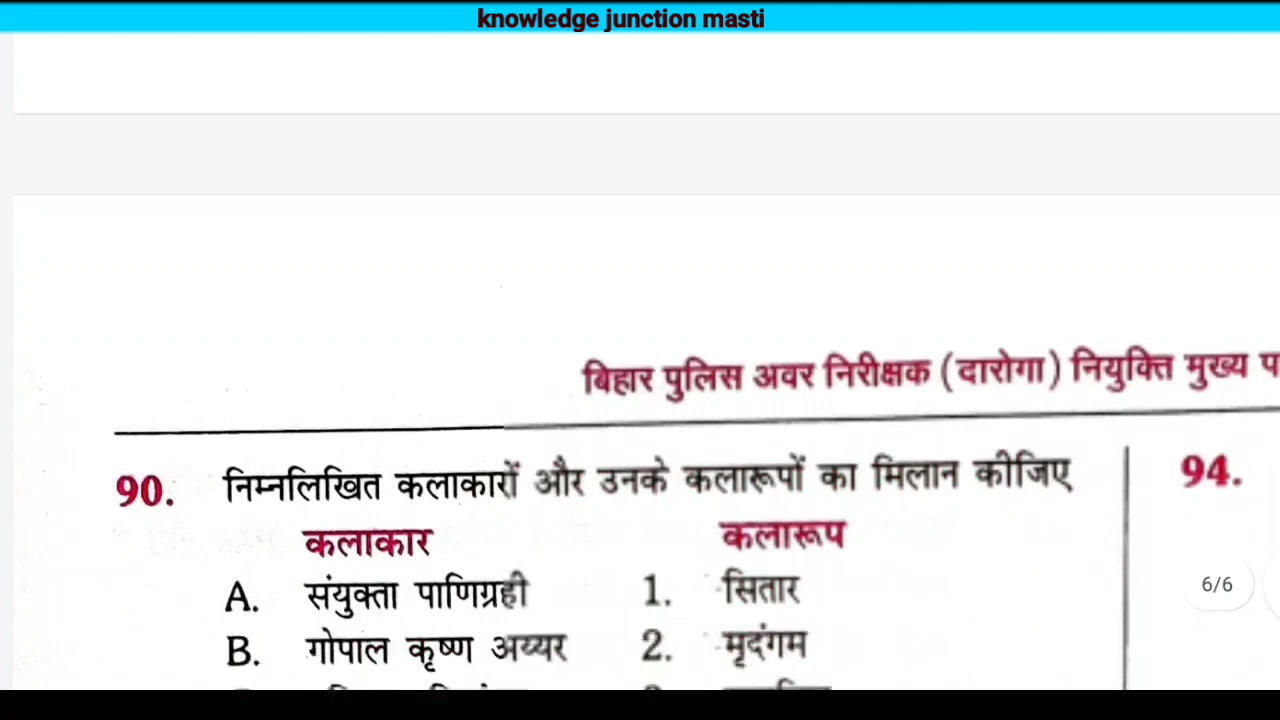 knowledge junction masti
बिहार पुलिस अवर निरीक्षक (दारोगा) नियुक्ति मुख्य
90. निम्नलिखित कलाकारों और उनके कलारूपों का मिलान कीजिए
कलाकार कलारूप
A. संयुक्ता पाणिग्रही 1. सितार
B. गोपाल कृष्ण अय्यर 2. मृदंगम
94.
6/6